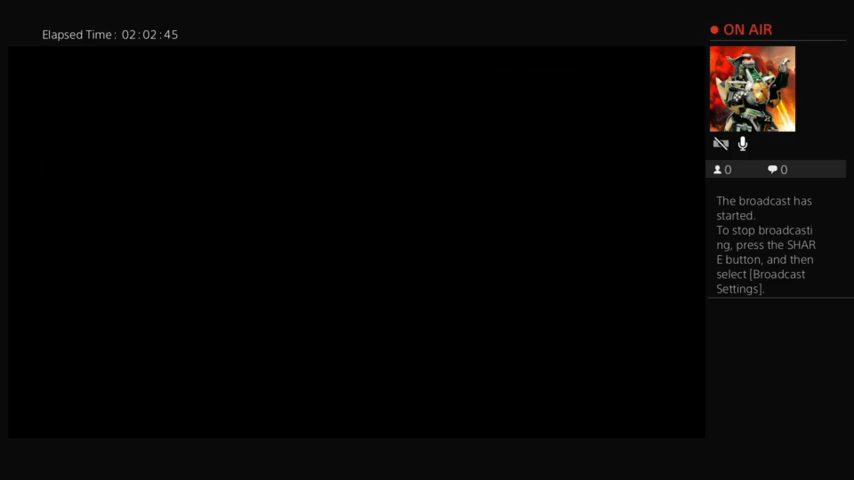 Elapsed Time: 02:02:45
ON AIR
0 0
The broadcast has
started.
To stop broadcasti
ng, press the SHAR
E button, and then
select [Broadcast
Settings].